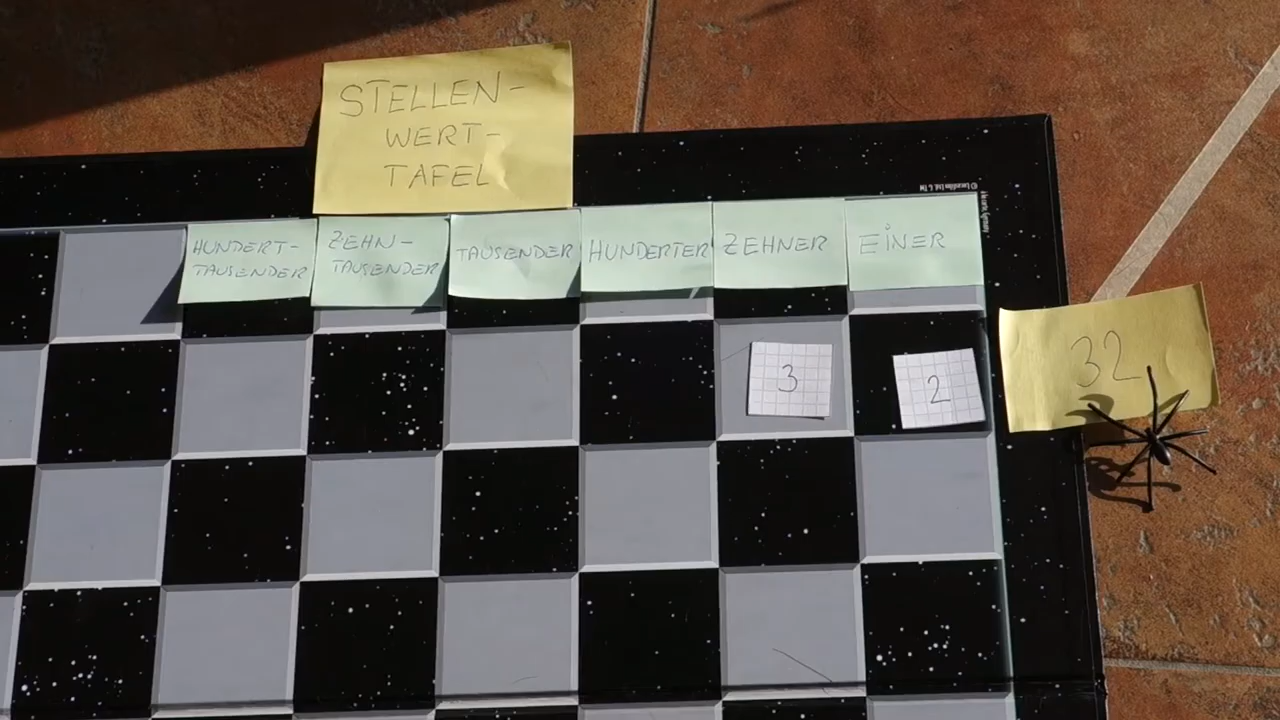 STELLEN-
WERT-
TAFEL
HUNDERT-
TAUSENDER
ZEHN-
TAUSENDER
TAUSENDER
HUNDERTER
ZEHNER
EINER
3
2
32